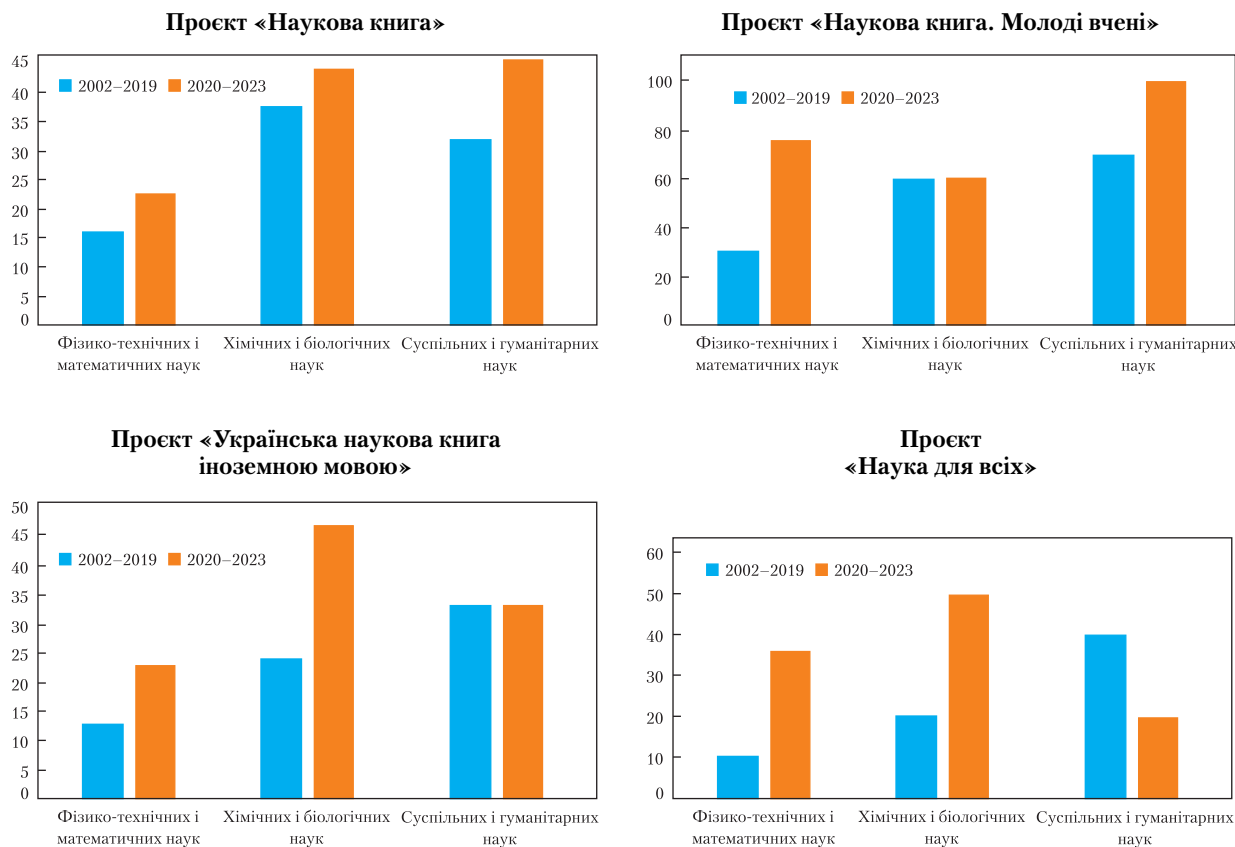 Проєкт «Наукова книга»
45
40
35
30
25
20
15
10
5
0
2002–2019 2020–2023
Фізико-технічних і
математичних наук
Хімічних і біологічних
наук
Суспільних і гуманітарних
наук
Проєкт «Наукова книга. Молоді вчені»
100
80
60
40
20
0
2002–2019 2020–2023
Фізико-технічних і
математичних наук
Хімічних і біологічних
наук
Суспільних і гуманітарних
наук
Проєкт «Українська наукова книга
іноземною мовою»
50
45
40
35
30
25
20
15
10
5
0
2002–2019 2020–2023
Фізико-технічних і
математичних наук
Хімічних і біологічних
наук
Суспільних і гуманітарних
наук
Проєкт
«Наука для всіх»
60
50
40
30
20
10
0
2002–2019 2020–2023
Фізико-технічних і
математичних наук
Хімічних і біологічних
наук
Суспільних і гуманітарних
наук